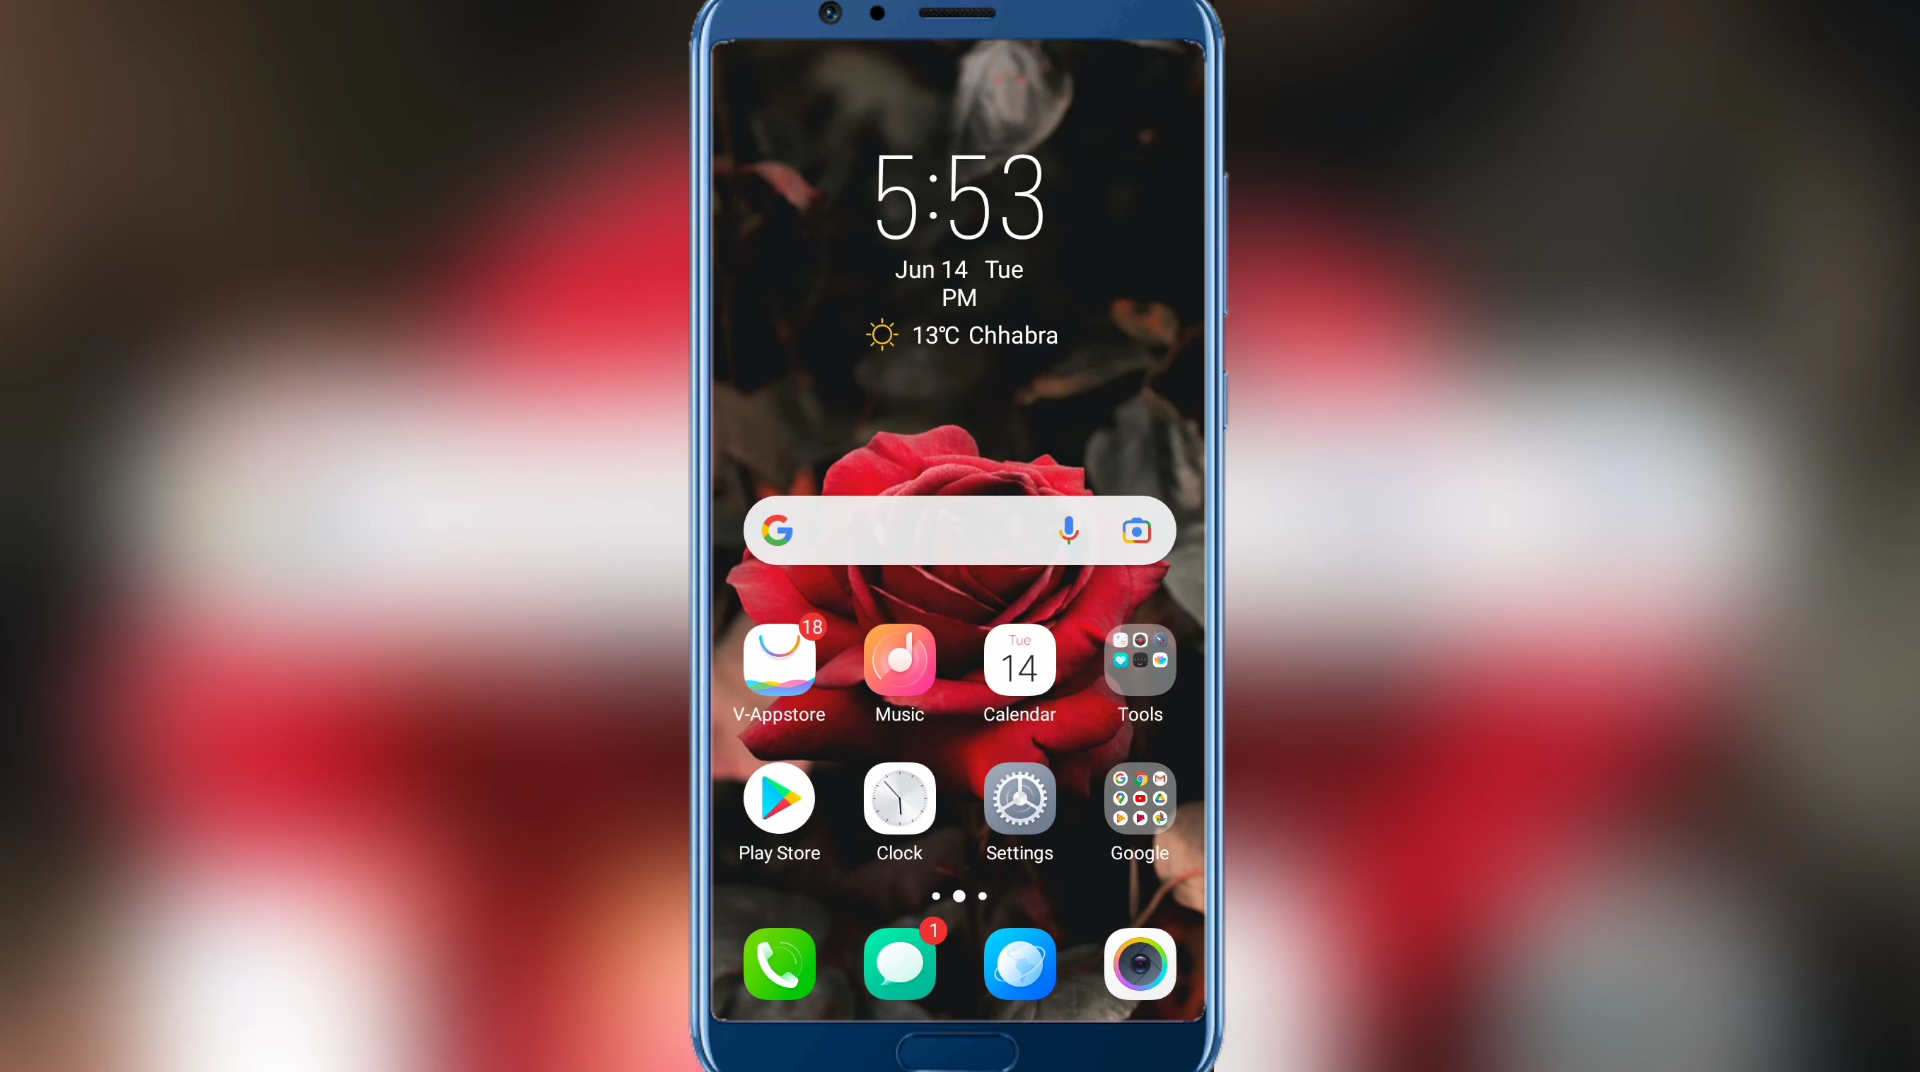 5:53
Jun 14 Tue
PM
13℃ Chhabra
18
Tue
14
V-Appstore Music Calendar Tools
Play Store Clock Settings Google
1